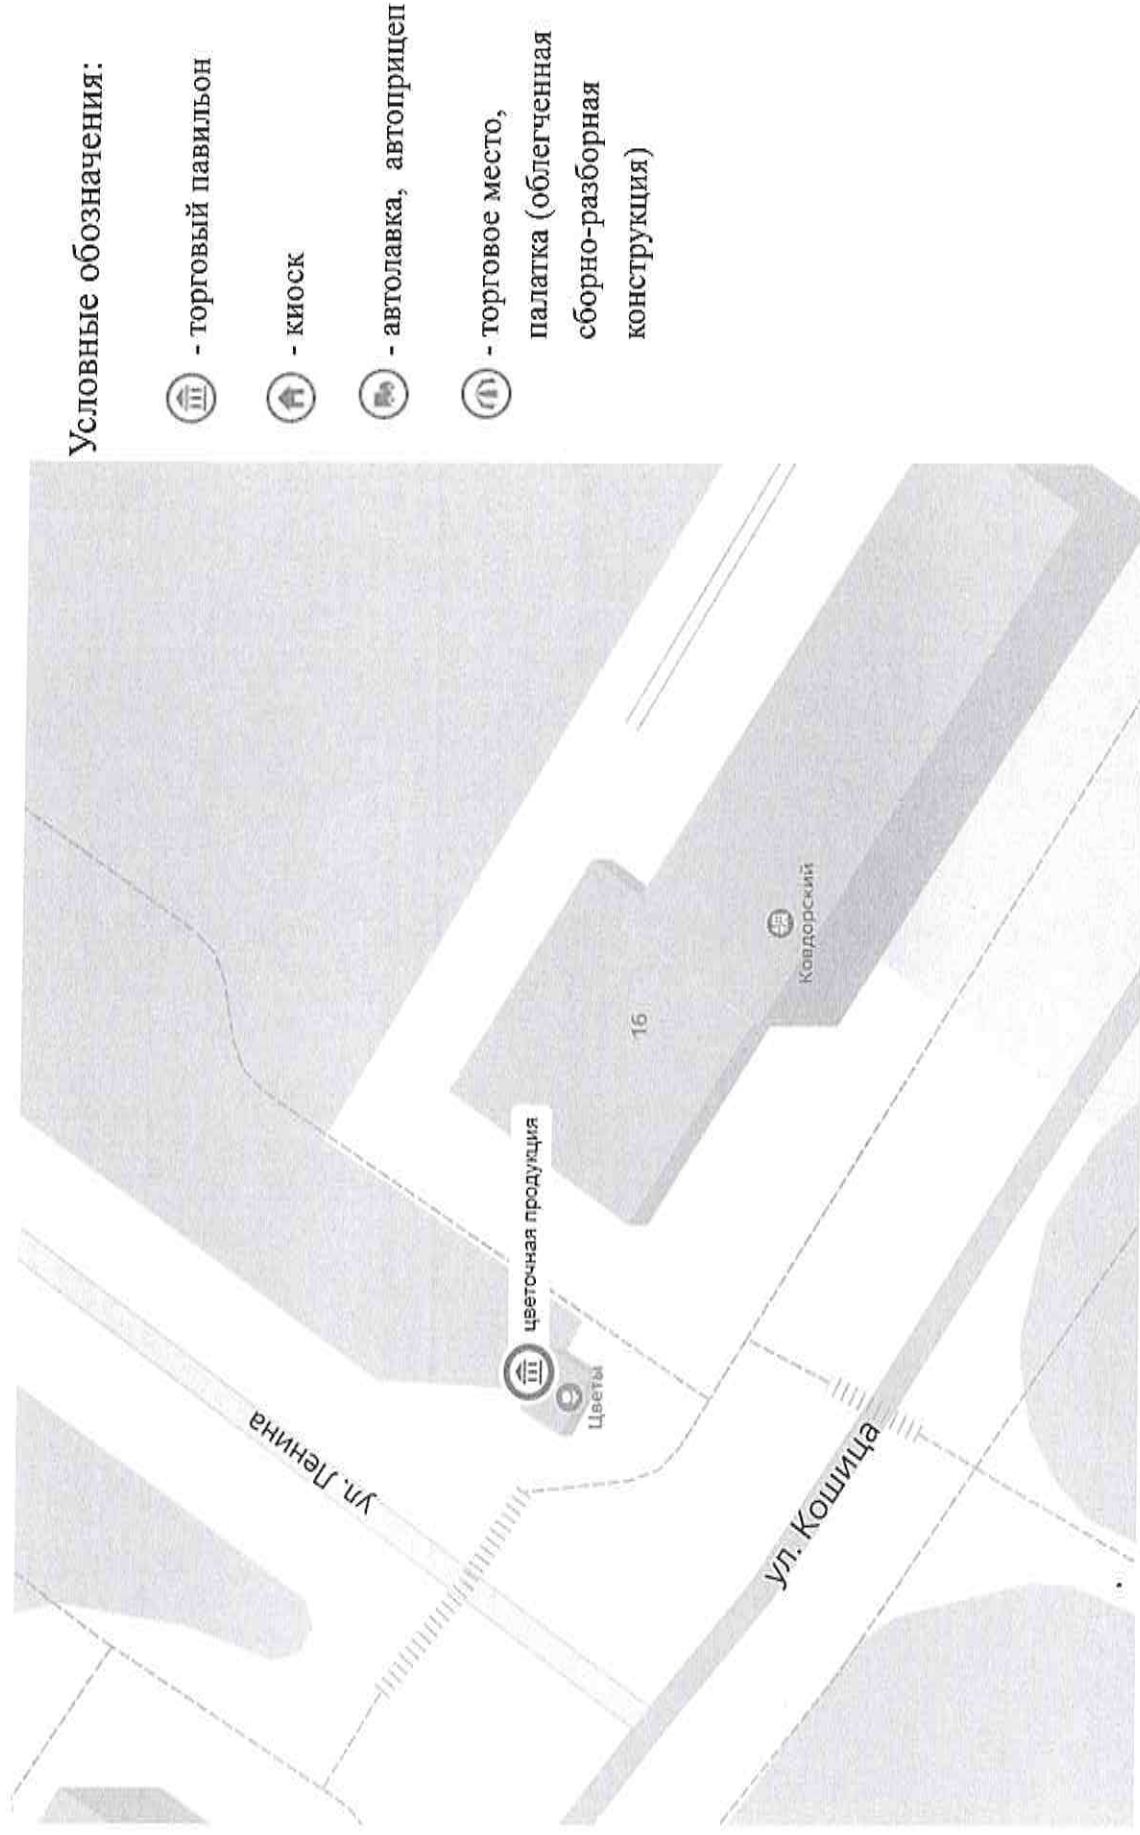 Условные обозначения:
- торговый павильон
- киоск
- автолавка, автоприцеп
- торговое место,
палатка (облегченная
сборно-разборная
конструкция)
ул. Ленина
цветочная продукция
Цветы
16
Ковдорский
ул. Кошица